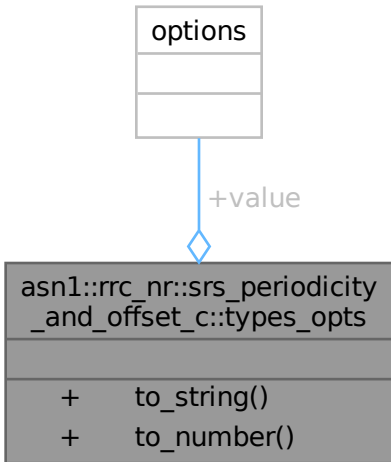 options
+value
asn1::rrc_nr::srs_periodicity
_and_offset_c::types_opts
+ to_string()
+ to_number()